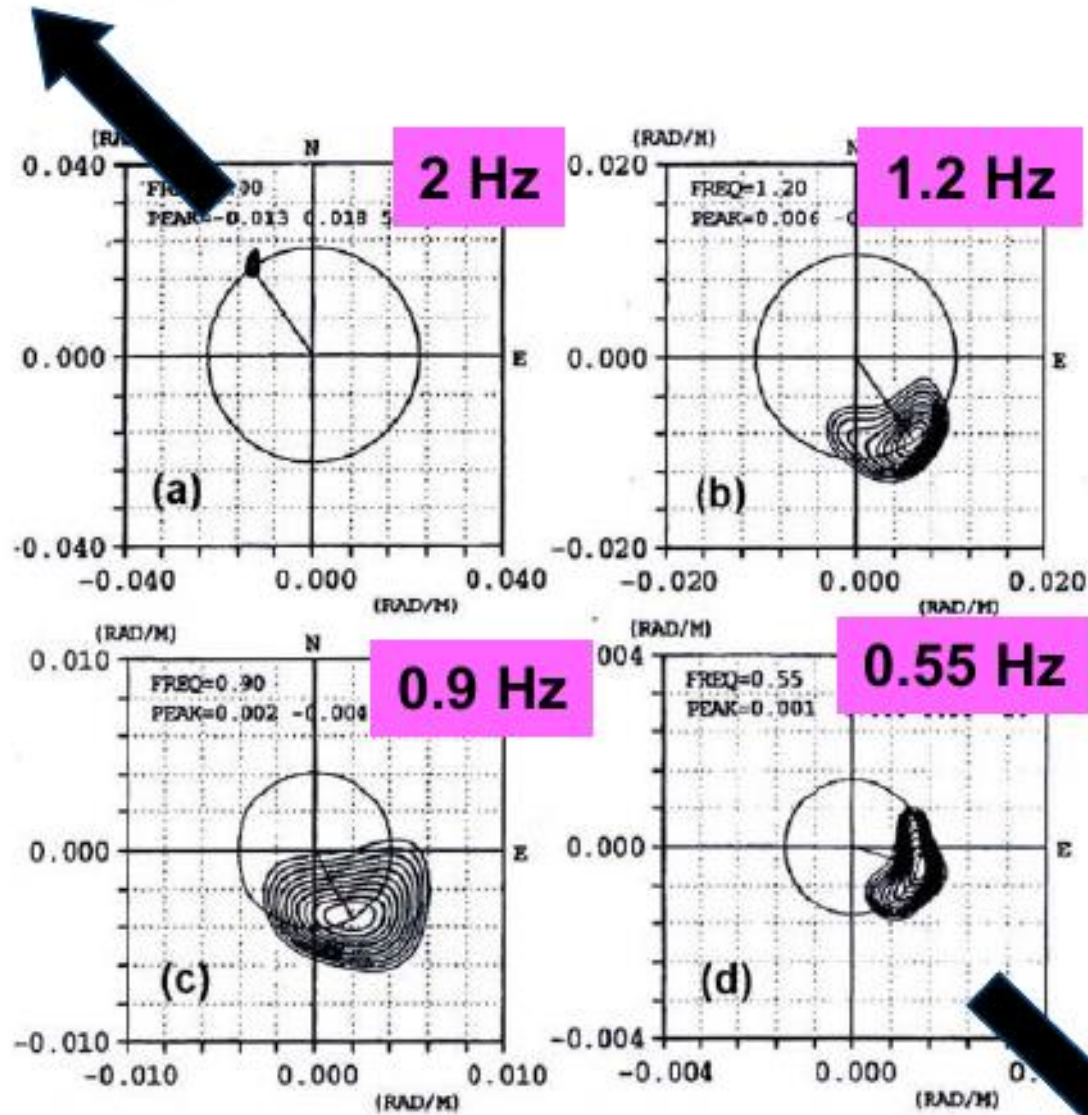 N
2 Hz
0.040
PEAK=-0.013 0.018
0.000
E
(a)
-0.040
-0.040 0.000 0.040
(RAD/M)
(RAD/M)
1.2 Hz
0.020
FREQ=1.20
PEAK=0.006
0.000
E
(b)
-0.020
-0.020 0.000 0.020
(RAD/M)
(RAD/M)
N
0.9 Hz
0.010
FREQ=0.90
PEAK=0.002 -0.004
0.000
E
(c)
-0.010
-0.010 0.000 0.010
(RAD/M)
(RAD/M)
0.55 Hz
.004
FREQ=0.55
PEAK=0.001
0.000
E
(d)
-0.004
-0.004 0.000
(RAD/M)